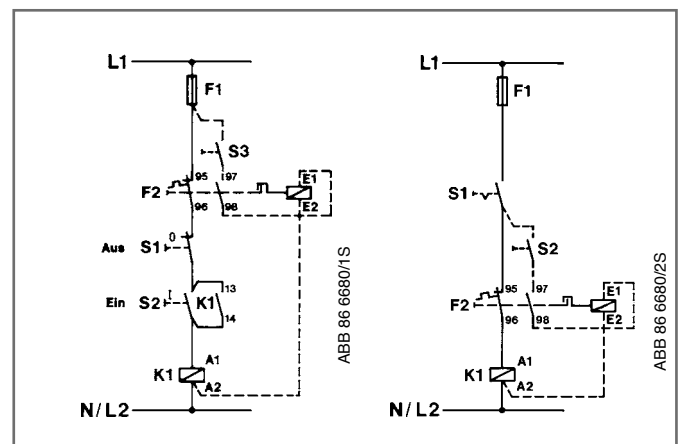 L1
F1
S3
95 97
F2
E1
E2
96 98
0
Aus S1
13
I
Ein S2 K1
14
A1
K1
A2
N/L2
ABB 86 6680/1S
L1
F1
S1
S2
95 97
F2
E1
E2
96 98
A1
K1
A2
N/L2
ABB 86 6680/2S